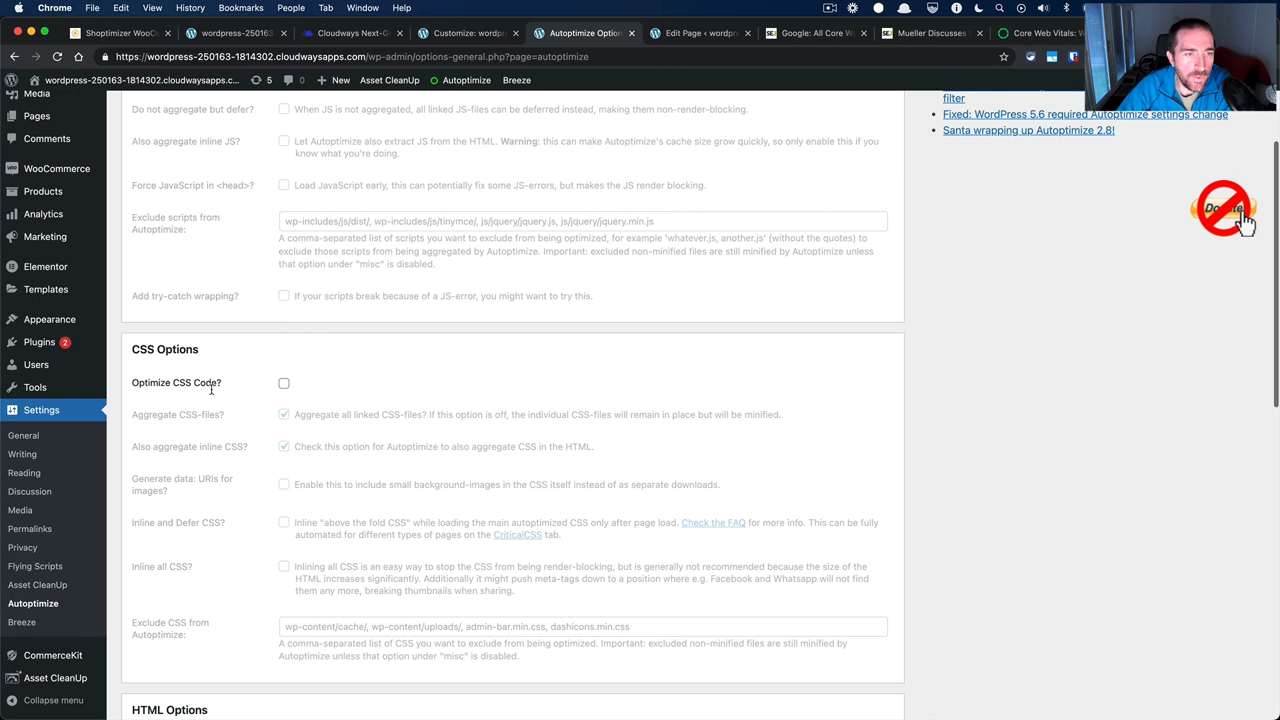 Chrome File Edit View History Bookmarks People Tab Window Help
Shoptimizer WooC
wordpress-250163
Cloudways Next-G
Customize: wordpr
Autoptimize Option
Edit Page ‹ wordpre
Google: All Core W
Mueller Discusses
Core Web Vitals:
https://wordpress-250163-1814302.cloudwaysapps.com/wp-admin/options-general.php?page=autoptimize
wordpress-250163-1814302.cloudwaysapps.c... 5 0 New Asset CleanUp Autoptimize Breeze
Media
Pages
Comments
WooCommerce
Products
Analytics
Marketing
Elementor
Templates
Appearance
Plugins 2
Users
Tools
Settings
General
Writing
Reading
Discussion
Media
Permalinks
Privacy
Flying Scripts
Asset CleanUp
Autoptimize
Breeze
CommerceKit
Asset CleanUp
Collapse menu
Do not aggregate but defer? When JS is not aggregated, all linked JS-files can be deferred instead, making them non-render-blocking.
Also aggregate inline JS? Let Autoptimize also extract JS from the HTML. Warning: this can make Autoptimize's cache size grow quickly, so only enable this if you
know what you're doing.
Force JavaScript in <head>? Load JavaScript early, this can potentially fix some JS-errors, but makes the JS render blocking.
Exclude scripts from
Autoptimize:
wp-includes/js/dist/, wp-includes/js/tinymce/, js/jquery/jquery.js, js/jquery/jquery.min.js
A comma-separated list of scripts you want to exclude from being optimized, for example 'whatever.js, another.js' (without the quotes) to
exclude those scripts from being aggregated by Autoptimize. Important: excluded non-minified files are still minified by Autoptimize unless
that option under "misc" is disabled.
Add try-catch wrapping? If your scripts break because of a JS-error, you might want to try this.
CSS Options
Optimize CSS Code?
Aggregate CSS-files? Aggregate all linked CSS-files? If this option is off, the individual CSS-files will remain in place but will be minified.
Also aggregate inline CSS? Check this option for Autoptimize to also aggregate CSS in the HTML.
Generate data: URIs for
images?
Enable this to include small background-images in the CSS itself instead of as separate downloads.
Inline and Defer CSS? Inline "above the fold CSS" while loading the main autoptimized CSS only after page load. Check the FAQ for more info. This can be fully
automated for different types of pages on the CriticalCSS tab.
Inline all CSS? Inlining all CSS is an easy way to stop the CSS from being render-blocking, but is generally not recommended because the size of the
HTML increases significantly. Additionally it might push meta-tags down to a position where e.g. Facebook and Whatsapp will not find
them any more, breaking thumbnails when sharing.
Exclude CSS from
Autoptimize:
wp-content/cache/, wp-content/uploads/, admin-bar.min.css, dashicons.min.css
A comma-separated list of CSS you want to exclude from being optimized. Important: excluded non-minified files are still minified by
Autoptimize unless that option under "misc" is disabled.
HTML Options
filter
Fixed: WordPress 5.6 required Autoptimize settings change
Santa wrapping up Autoptimize 2.8!